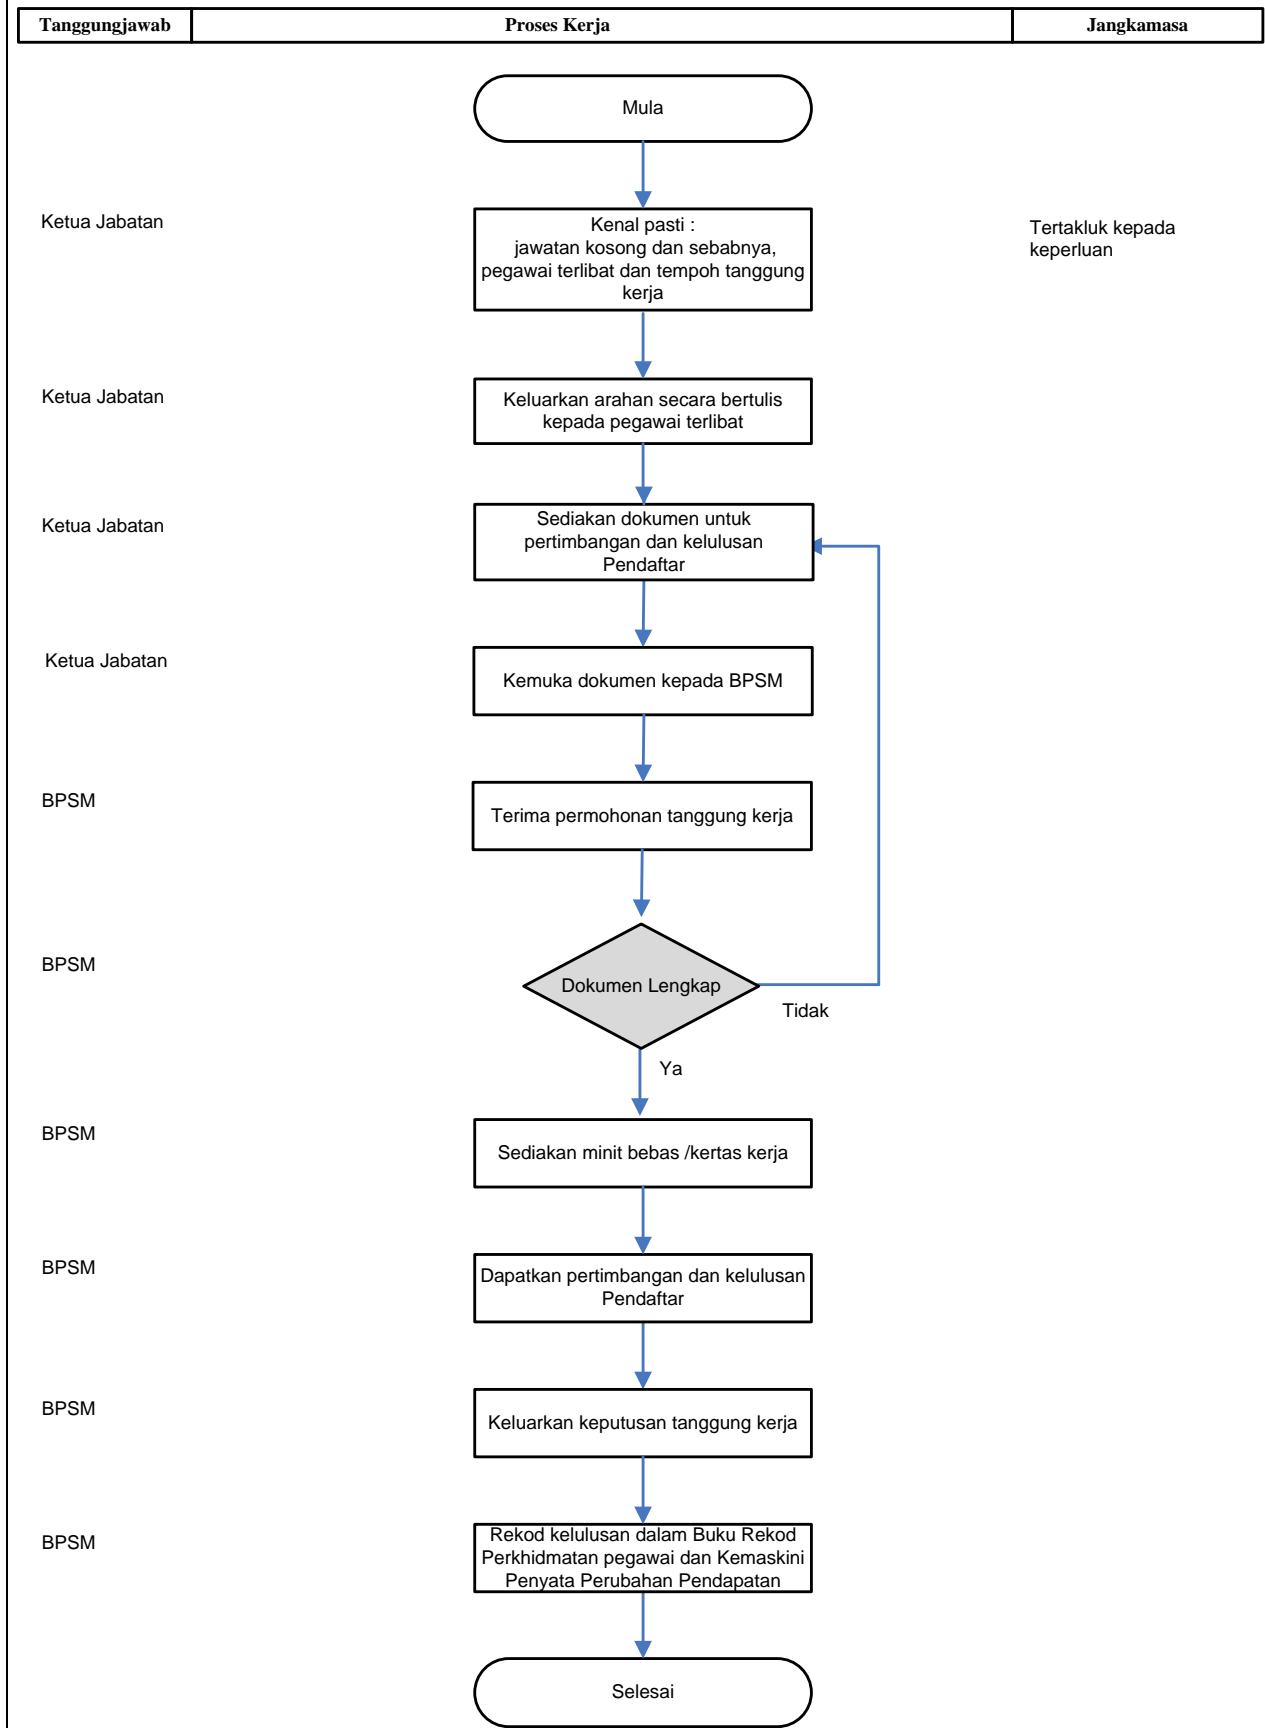 Tanggungjawab
Proses Kerja
Jangkamasa
Mula
Ketua Jabatan
Kenal pasti :
jawatan kosong dan sebabnya,
pegawai terlibat dan tempoh tanggung
kerja
Tertakluk kepada
keperluan
Ketua Jabatan
Keluarkan arahan secara bertulis
kepada pegawai terlibat
Ketua Jabatan
Sediakan dokumen untuk
pertimbangan dan kelulusan
Pendaftar
Ketua Jabatan
Kemuka dokumen kepada BPSM
BPSM
Terima permohonan tanggung kerja
BPSM
Dokumen Lengkap
Tidak
Ya
BPSM
Sediakan minit bebas /kertas kerja
BPSM
Dapatkan pertimbangan dan kelulusan
Pendaftar
BPSM
Keluarkan keputusan tanggung kerja
BPSM
Rekod kelulusan dalam Buku Rekod
Perkhidmatan pegawai dan Kemaskini
Penyata Perubahan Pendapatan
Selesai